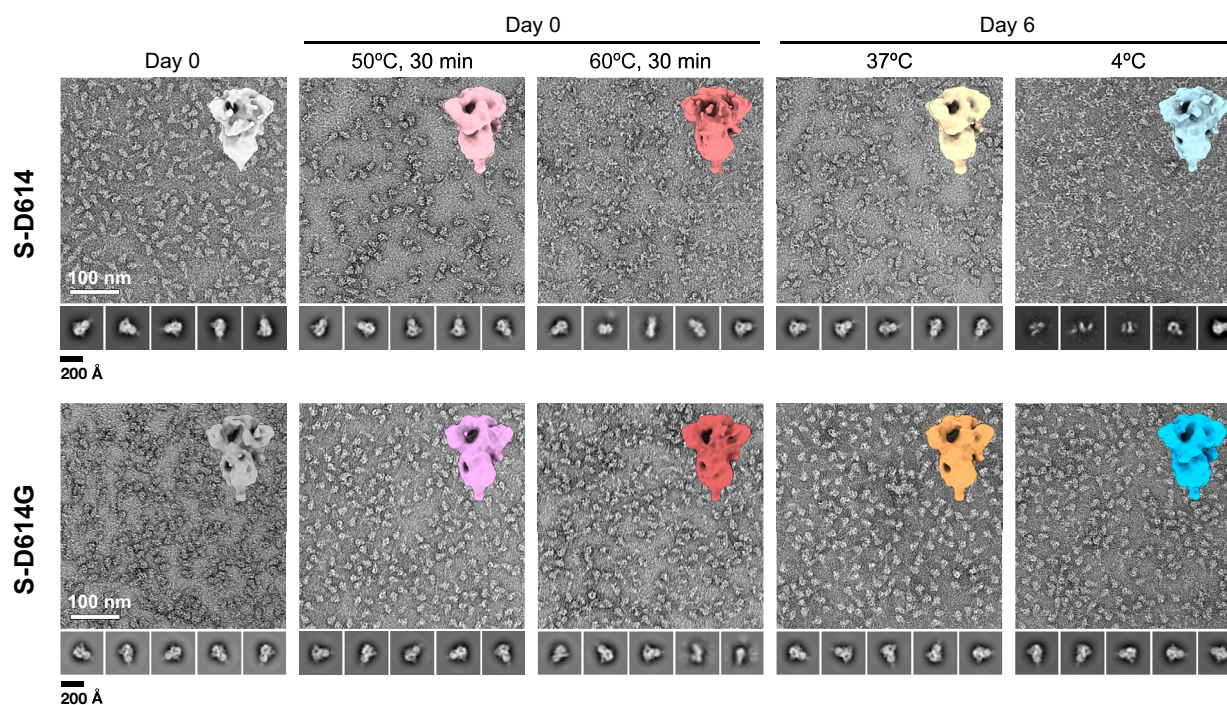 Day 0
Day 6
Day 0
50ºC, 30 min
60ºC, 30 min
37ºC
4ºC
S-D614
100 nm
200 Å
S-D614G
100 nm
200 Å